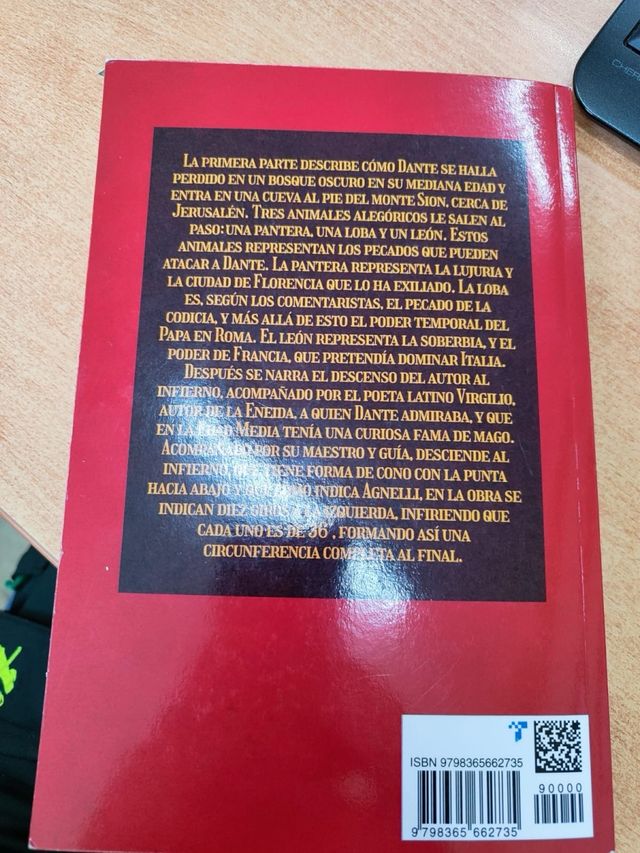 La primera parte describe cómo Dante se halla
perdido en un bosque oscuro en su mediana edad y
entra en una cueva al pie del monte Sion, cerca de
Jerusalén. Tres animales alegóricos le salen al
paso: una pantera, una loba y un león. Estos
animales representan los pecados que pueden
atacar a Dante. La pantera representa la lujuria y
la ciudad de Florencia que lo ha exiliado. La loba
es, según los comentaristas, el pecado de la
codicia, y más allá de esto el poder temporal del
Papa en Roma. El león representa la soberbia, y el
poder de Francia, que pretendía dominar Italia.
Después se narra el descenso del autor al
infierno, acompañado por el poeta latino Virgilio,
autor de la Eneida, a quien Dante admiraba, y que
en la Edad Media tenía una curiosa fama de mago.
Acompañado por su maestro y guía, desciende al
infierno, que tiene forma de cono con la punta
hacia abajo y que como indica Agnelli, en la obra se
indican diez giros a la izquierda, infiriendo que
cada uno es de 36°, formando así una
circunferencia completa al final.
ISBN 9798365662735
90000
9 798365 662735